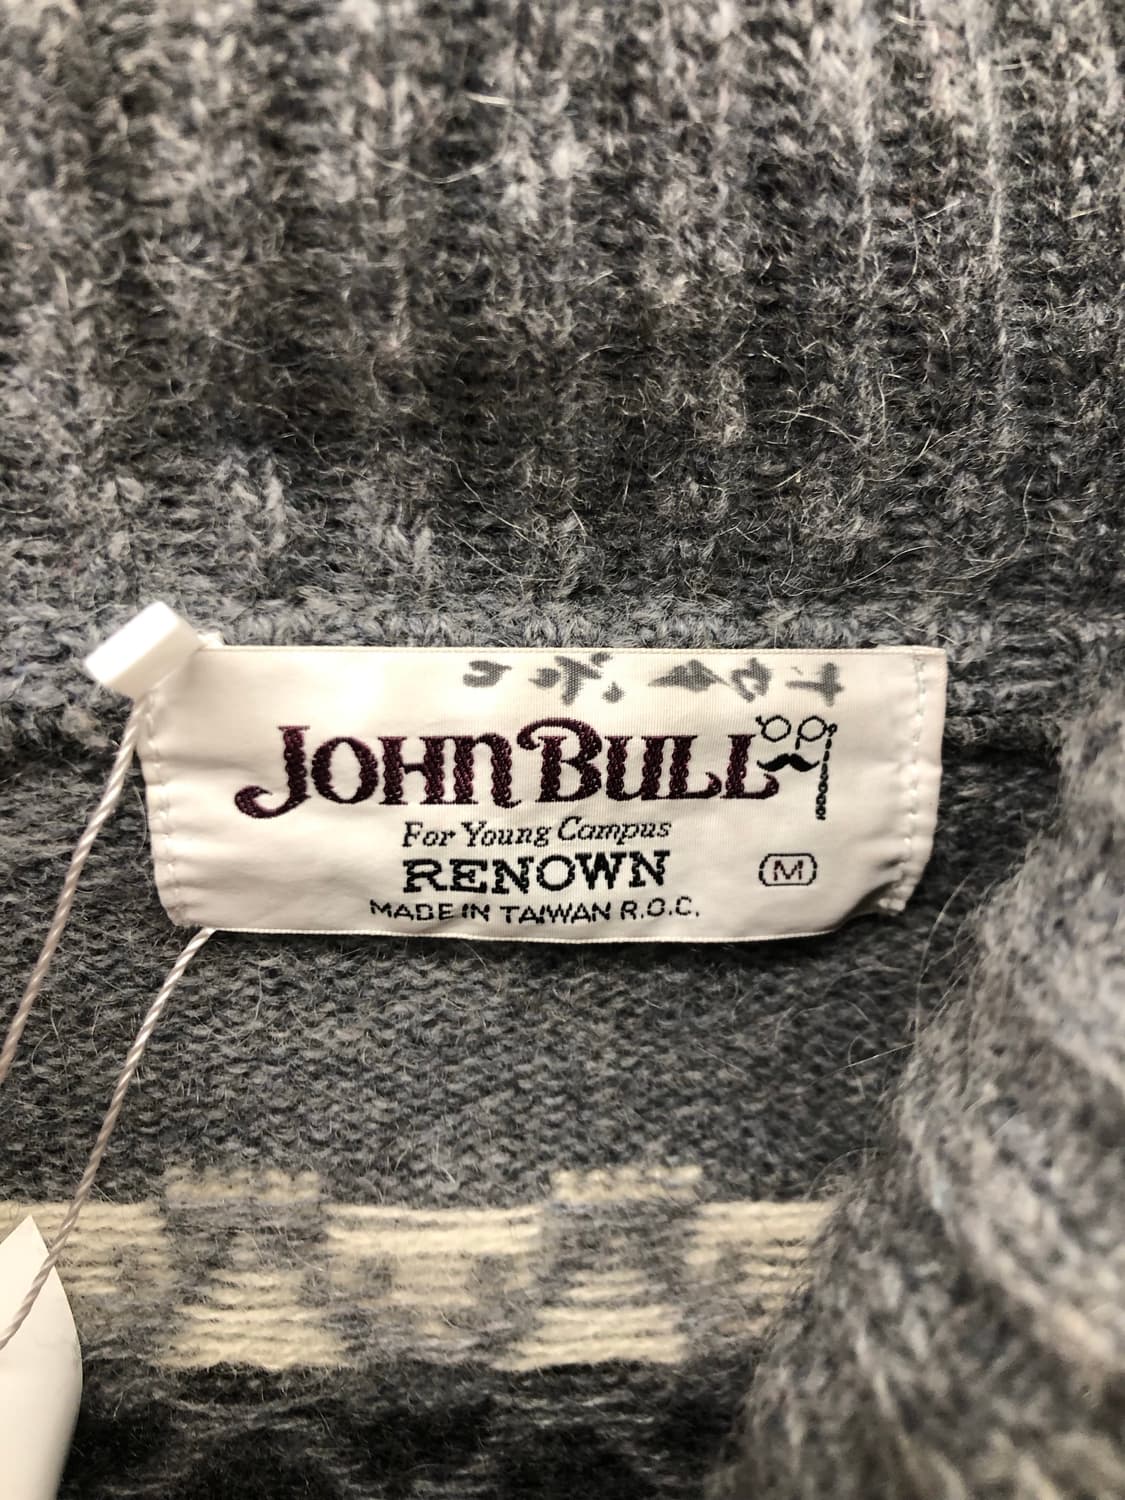 JOHN BULL
For Young Campus
RENOWN
M
MADE IN TAIWAN R.O.C.